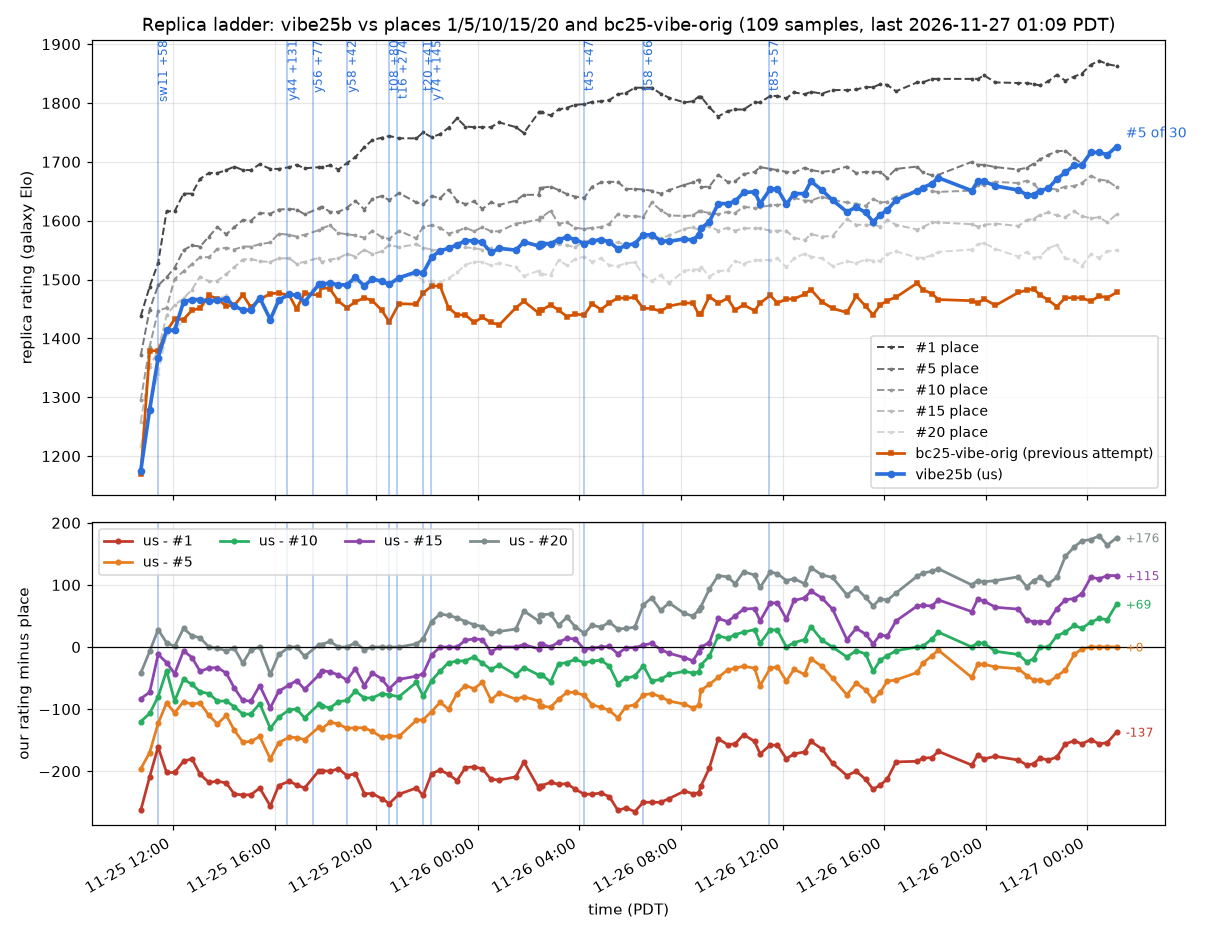 Replica ladder: vibe25b vs places 1/5/10/15/20 and bc25-vibe-orig (109 samples, last 2026-11-27 01:09 PDT)
replica rating (galaxy Elo)
1900
1800
1700
1600
1500
1400
1300
1200
sw11 +58
y44 +131
y56 +77
y58 +42
t08 +80
t16 +274
t20 +41
y74 +145
t45 +47
t58 +66
t85 +57
#5 of 30
#1 place
#5 place
#10 place
#15 place
#20 place
bc25-vibe-orig (previous attempt)
vibe25b (us)
our rating minus place
200
100
0
−100
−200
us - #1
us - #5
us - #10
us - #15
us - #20
+176
+115
+69
+0
-137
11-25 12:00
11-25 16:00
11-25 20:00
11-26 00:00
11-26 04:00
11-26 08:00
11-26 12:00
11-26 16:00
11-26 20:00
11-27 00:00
time (PDT)